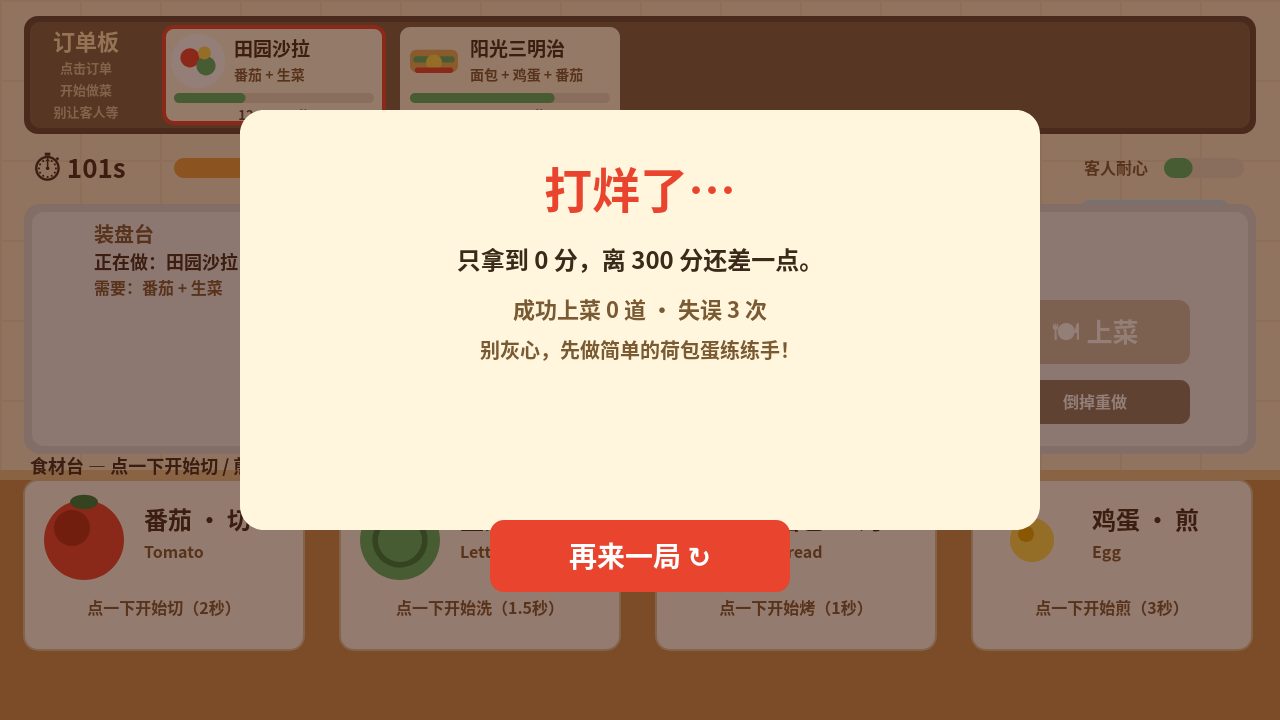 订单板
点击订单
开始做菜
别让客人等
田园沙拉
番茄 + 生菜
阳光三明治
面包 + 鸡蛋 + 番茄
⏱ 101s
客人耐心
打烊了…
只拿到 0 分，离 300 分还差一点。
成功上菜 0 道 · 失误 3 次
别灰心，先做简单的荷包蛋练练手！
装盘台
正在做：田园沙拉
需要：番茄 + 生菜
🍽 上菜
倒掉重做
食材台 — 点一下开始切 /
番茄 · 切
Tomato
点一下开始切（2秒）
Lett
点一下开始洗（1.5秒）
再来一局 ↻
read
点一下开始烤（1秒）
鸡蛋 · 煎
Egg
点一下开始煎（3秒）